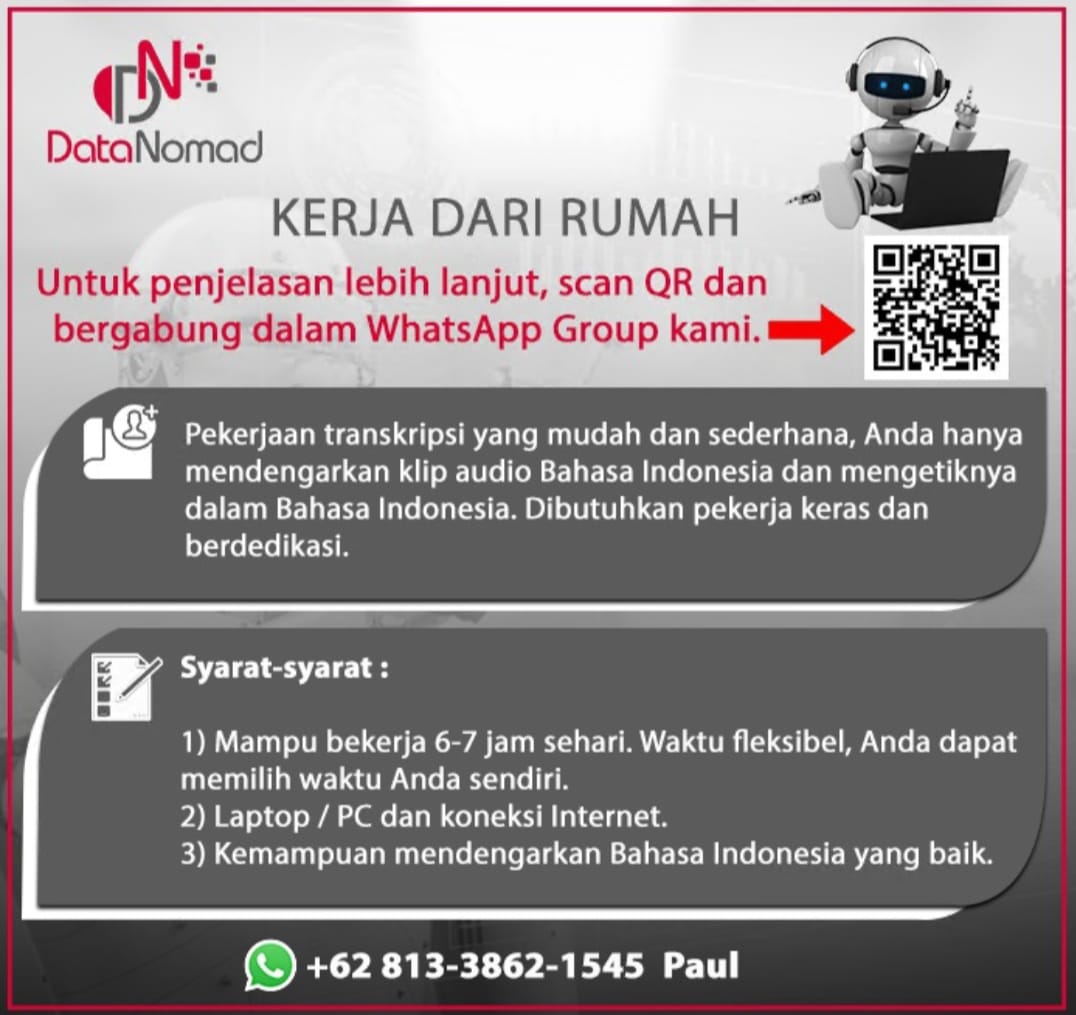 DN
DataNomad
KERJA DARI RUMAH
Untuk penjelasan lebih lanjut, scan QR dan
bergabung dalam WhatsApp Group kami.
Pekerjaan transkripsi yang mudah dan sederhana, Anda hanya
mendengarkan klip audio Bahasa Indonesia dan mengetiknya
dalam Bahasa Indonesia. Dibutuhkan pekerja keras dan
berdedikasi.
Syarat-syarat :
1) Mampu bekerja 6-7 jam sehari. Waktu fleksibel, Anda dapat
memilih waktu Anda sendiri.
2) Laptop / PC dan koneksi Internet.
3) Kemampuan mendengarkan Bahasa Indonesia yang baik.
+62 813-3862-1545 Paul